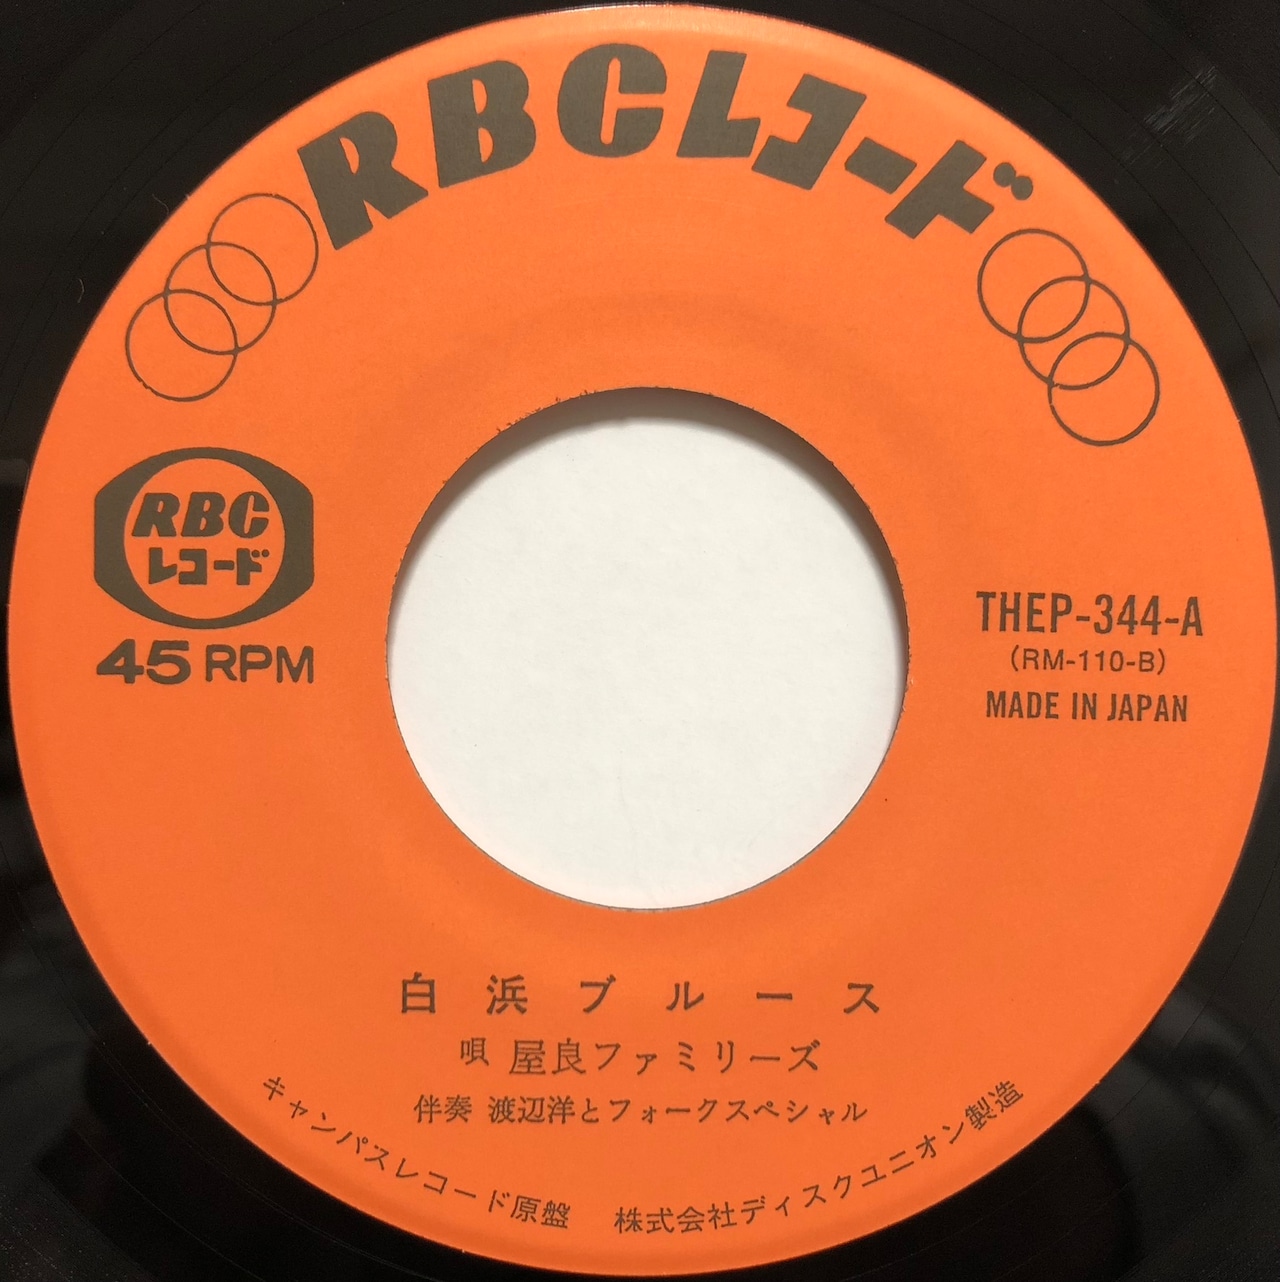 RBCレコード
RBC
レコード
45 RPM
THEP-344-A
(RM-110-B)
MADE IN JAPAN
白浜ブルース
唄 屋良ファミリーズ
伴奏 渡辺洋とフォークスペシャル
キャンパスレコード原盤 株式会社ディスクユニオン製造